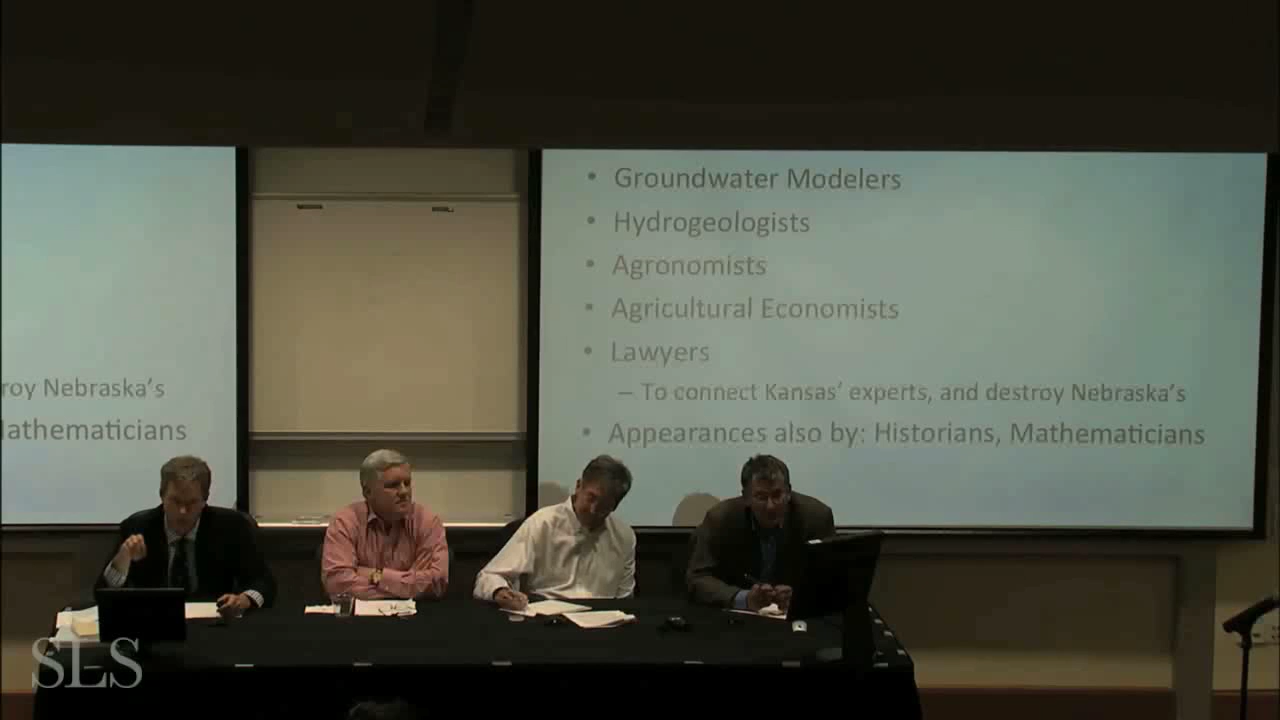 roy Nebraska's
Mathematicians
• Groundwater Modelers
• Hydrogeologists
• Agronomists
• Agricultural Economists
• Lawyers
– To connect Kansas' experts, and destroy Nebraska's
• Appearances also by: Historians, Mathematicians
SLS